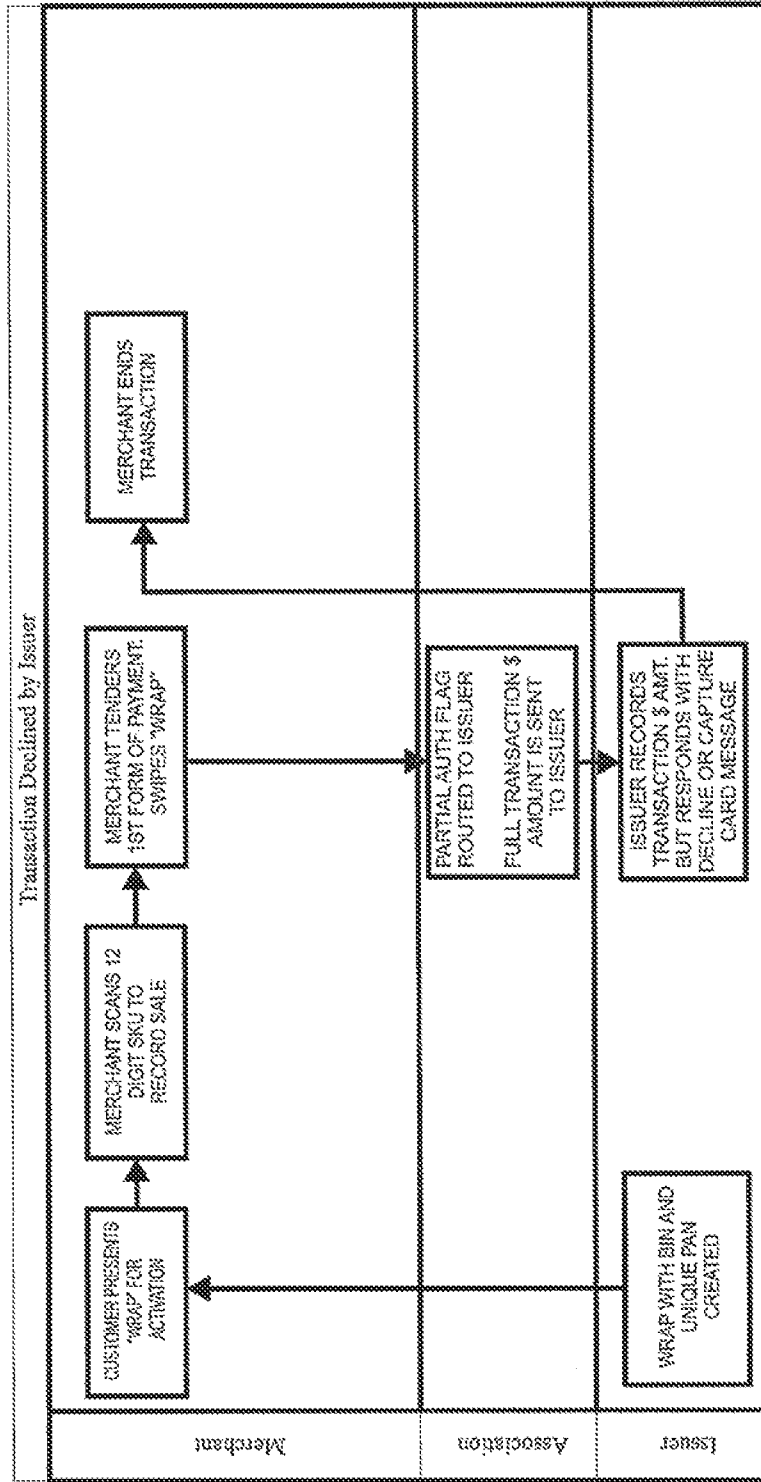 Transaction Declined by Issuer
Merchant
CUSTOMER PRESENTS
"WRAP" FOR
ACTIVATION
MERCHANT SCANS 12
DIGIT SKU TO
RECORD SALE
MERCHANT TENDERS
1ST FORM OF PAYMENT.
SWIPES "WRAP"
MERCHANT ENDS
TRANSACTION
Association
PARTIAL AUTH FLAG
ROUTED TO ISSUER
FULL TRANSACTION $
AMOUNT IS SENT
TO ISSUER
Issuer
WRAP WITH BIN AND
UNIQUE PAN
CREATED
ISSUER RECORDS
TRANSACTION $ AMT.
BUT RESPONDS WITH
DECLINE OR CAPTURE
CARD MESSAGE